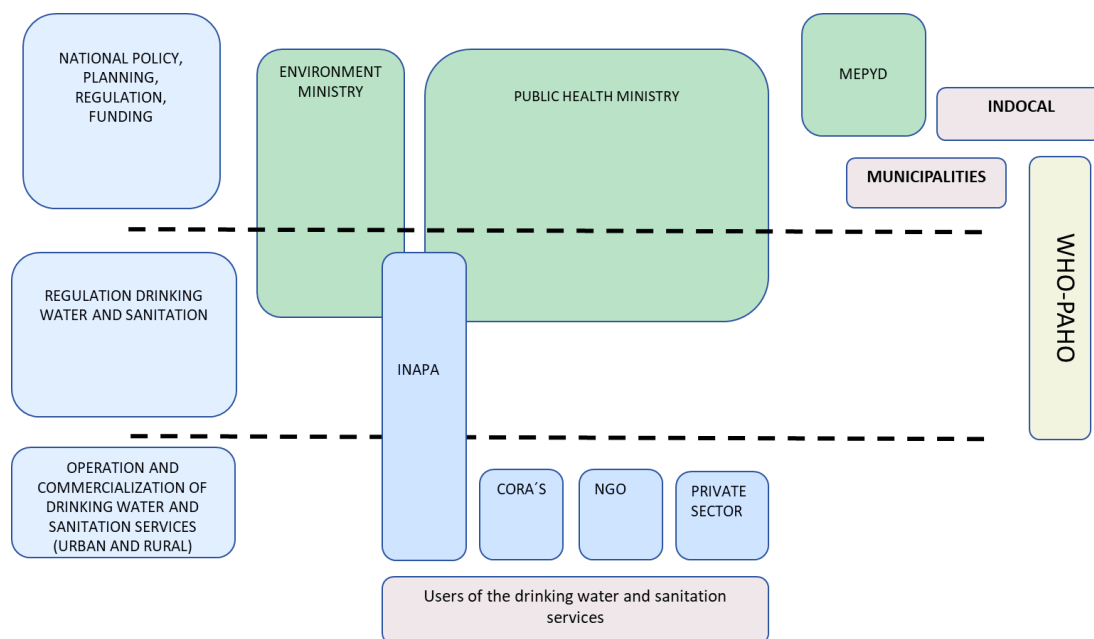 NATIONAL POLICY,
PLANNING,
REGULATION,
FUNDING
ENVIRONMENT
MINISTRY
PUBLIC HEALTH MINISTRY
MEPYD
INDOCAL
MUNICIPALITIES
WHO-PAHO
REGULATION DRINKING
WATER AND SANITATION
INAPA
OPERATION AND
COMMERCIALIZATION OF
DRINKING WATER AND
SANITATION SERVICES
(URBAN AND RURAL)
CORA´S
NGO
PRIVATE
SECTOR
Users of the drinking water and sanitation
services